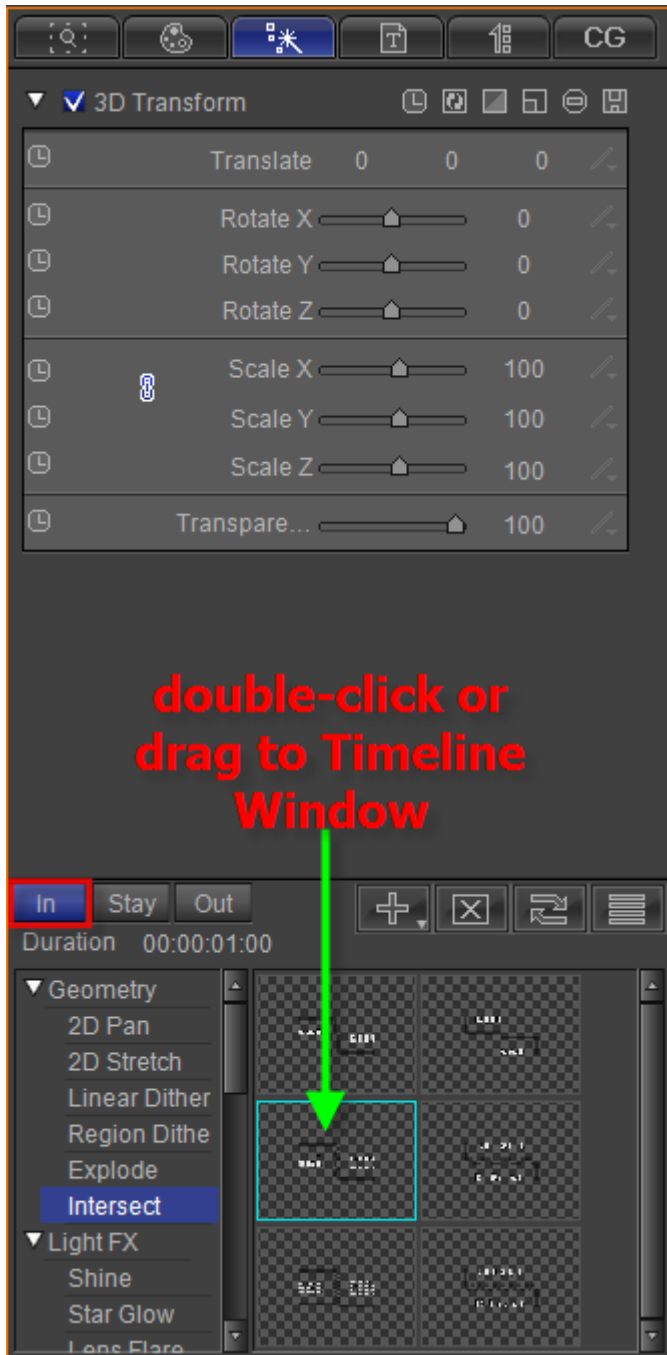 T
CG
3D Transform
Translate 0 0 0
Rotate X 0
Rotate Y 0
Rotate Z 0
Scale X 100
Scale Y 100
Scale Z 100
Transpare... 100
double-click or
drag to Timeline
Window
In Stay Out
Duration 00:00:01:00
Geometry
2D Pan
2D Stretch
Linear Dither
Region Dithe
Explode
Intersect
Light FX
Shine
Star Glow
Lens Flare